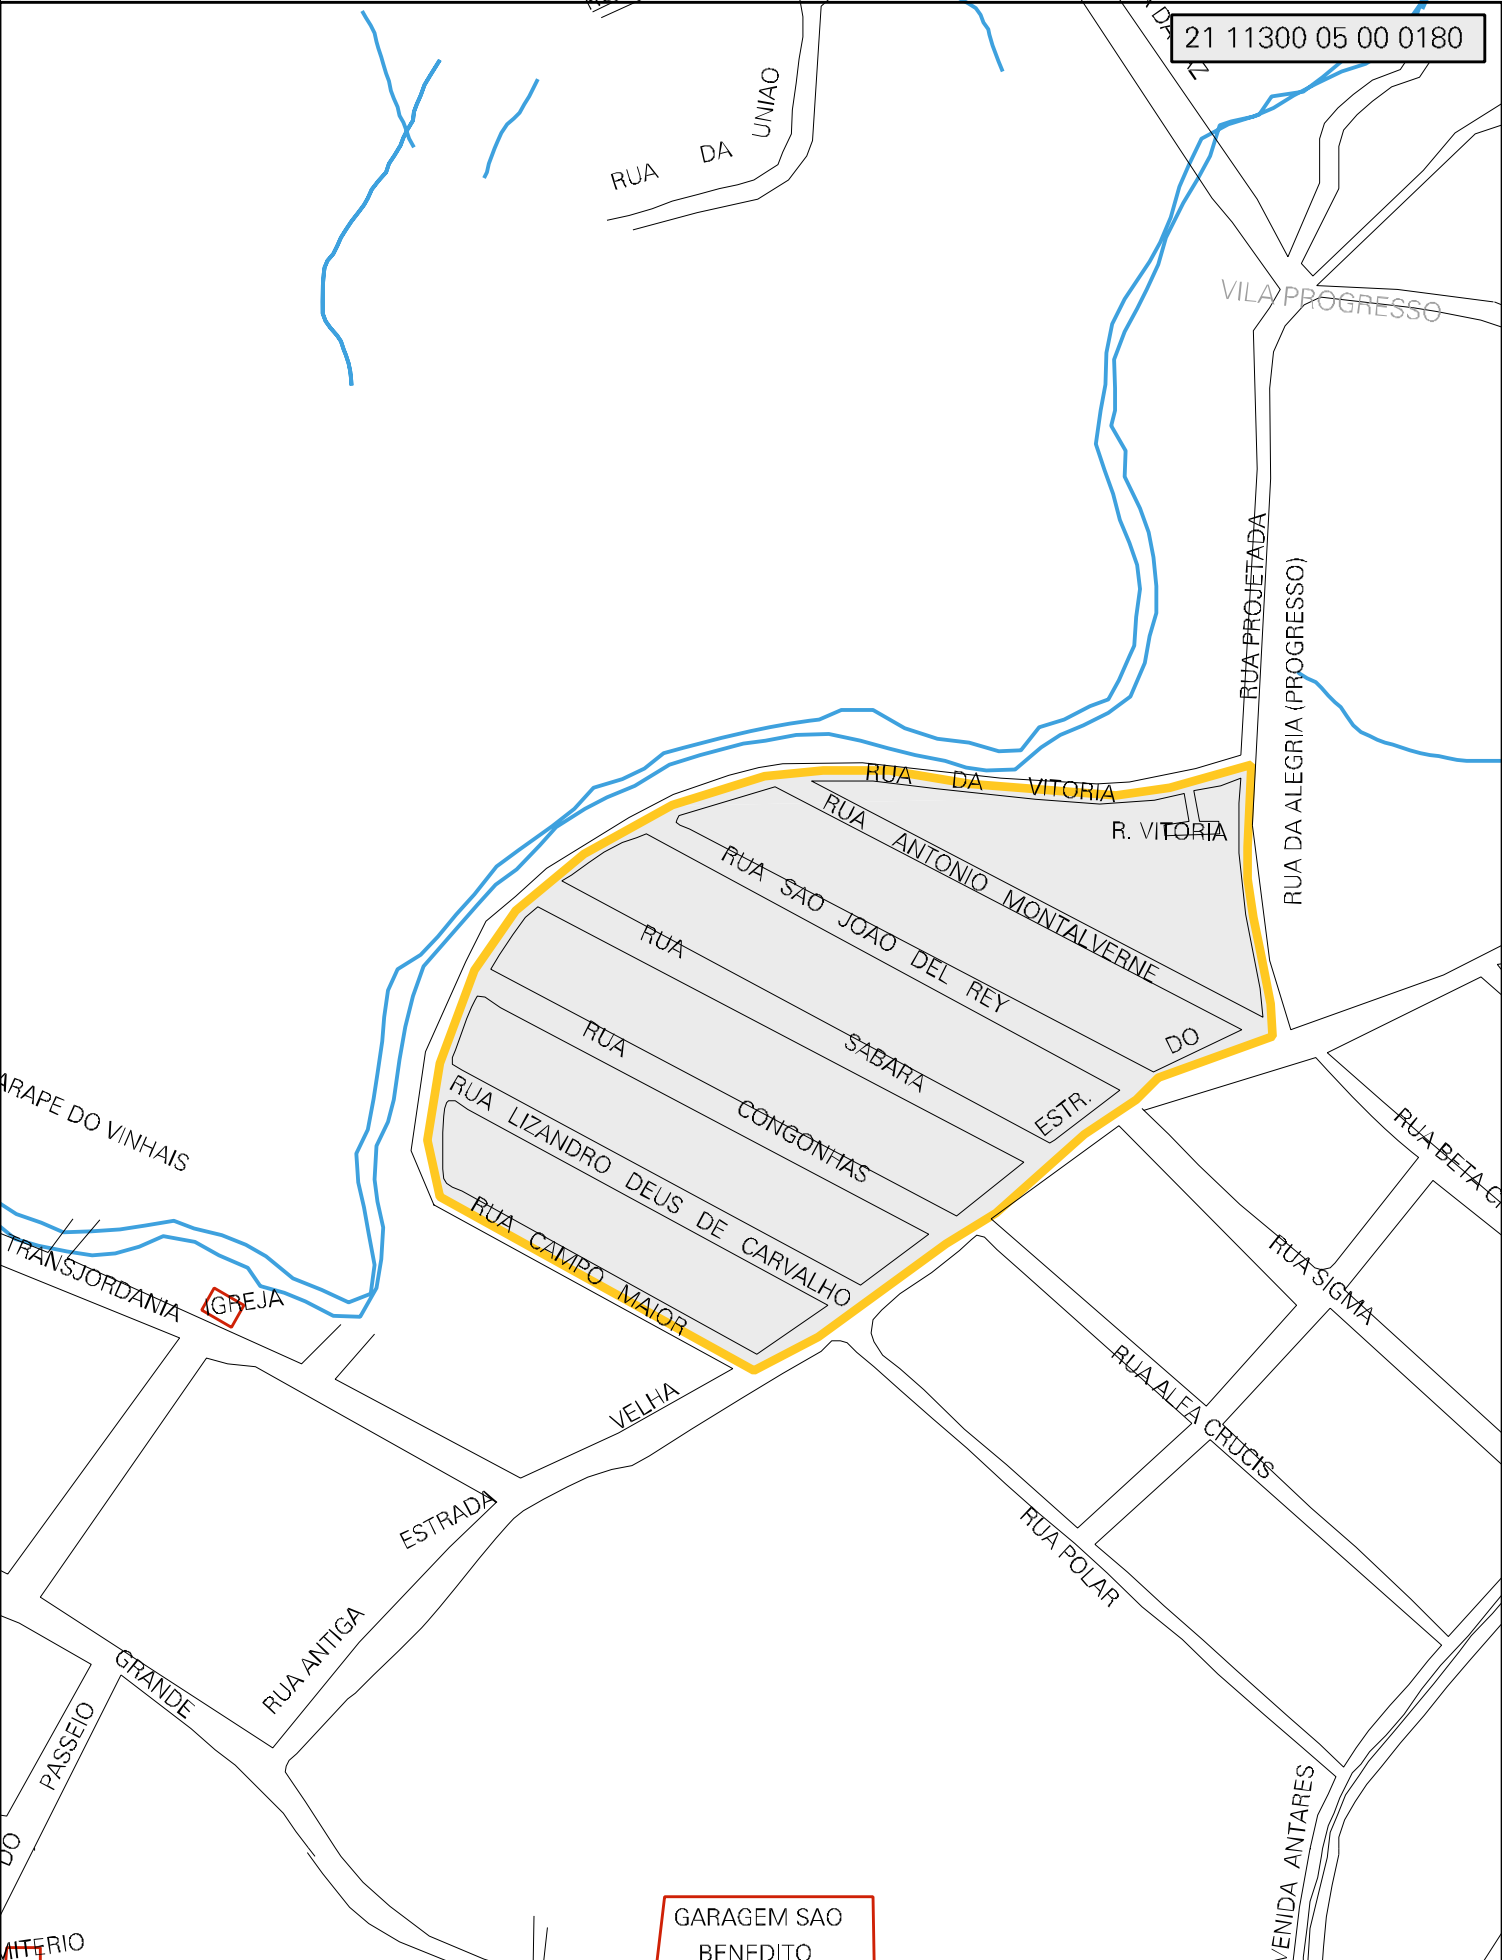 21 11300 05 00 0180
RUA DA UNIAO
VILA PROGRESSO
RUA PROJETADA
RUA DA ALEGRIA (PROGRESSO)
RUA DA VITORIA
R. VITORIA
RUA ANTONIO MONTALVERNE
RUA SAO JOAO DEL REY
RUA SABARA
RUA CONGONHAS
RUA LIZANDRO DEUS DE CARVALHO
RUA CAMPO MAIOR
ESTR. DO
ARAPE DO VINHAIS
TRANSJORDANIA
IGREJA
RUA BETA C
RUA SIGMA
RUA ALFA CRUCIS
RUA POLAR
ESTRADA VELHA
RUA ANTIGA
GRANDE
PASSEIO
DO
VENIDA ANTARES
GARAGEM SAO
BENEDITO
MITERIO